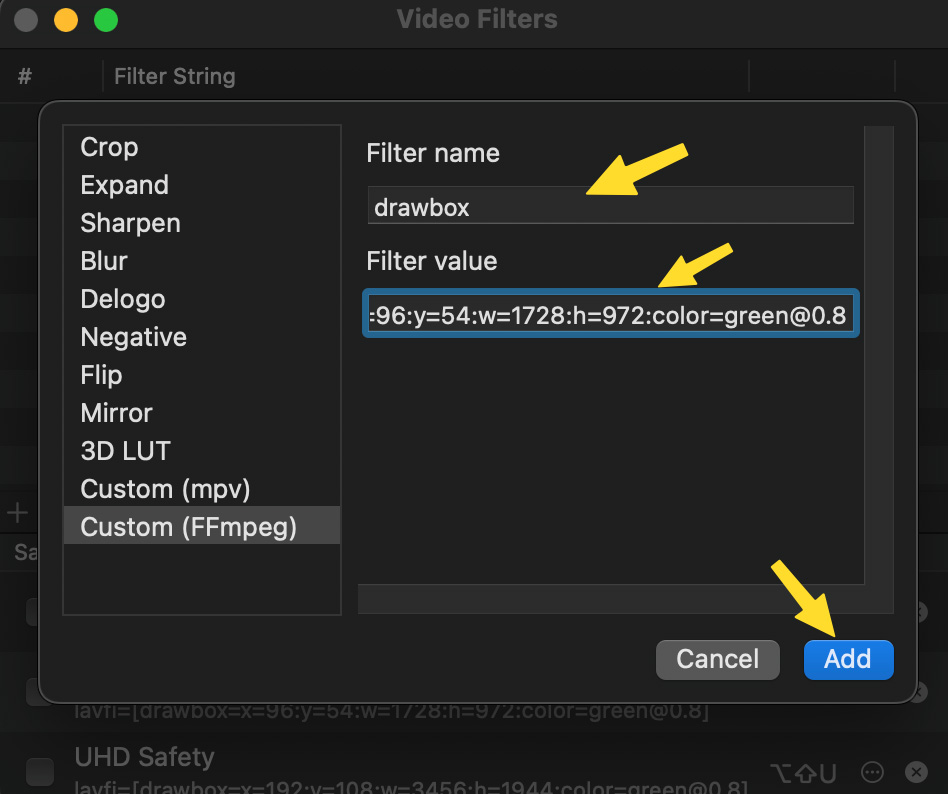 Video Filters
# Filter String
Crop
Expand
Sharpen
Blur
Delogo
Negative
Flip
Mirror
3D LUT
Custom (mpv)
Custom (FFmpeg)
Filter name
drawbox
Filter value
=96:y=54:w=1728:h=972:color=green@0.8
Cancel Add
Sa
lavfi=[drawbox=x=96:y=54:w=1728:h=972:color=green@0.8]
UHD Safety ⌥⇧U
lavfi=[drawbox=x=192:y=108:w=3456:h=1944:color=green@0.8]